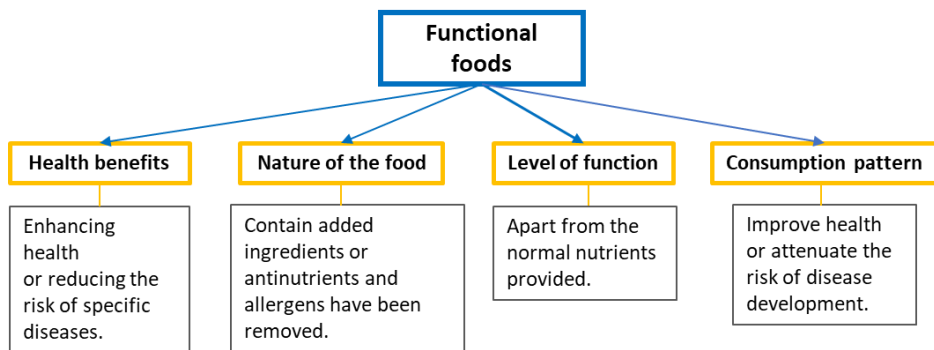 Functional
foods
Health benefits
Nature of the food
Level of function
Consumption pattern
Enhancing
health
or reducing the
risk of specific
diseases.
Contain added
ingredients or
antinutrients and
allergens have been
removed.
Apart from the
normal nutrients
provided.
Improve health
or attenuate the
risk of disease
development.